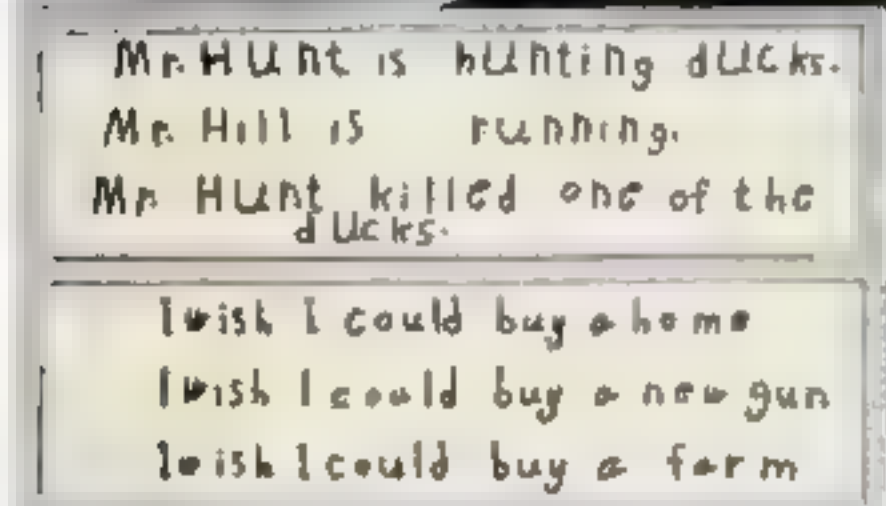 Mr. Hunt is hunting ducks.
Mr. Hill is running.
Mr. Hunt killed one of the
ducks.
I wish I could buy a home
I wish I could buy a new gun
I wish I could buy a farm